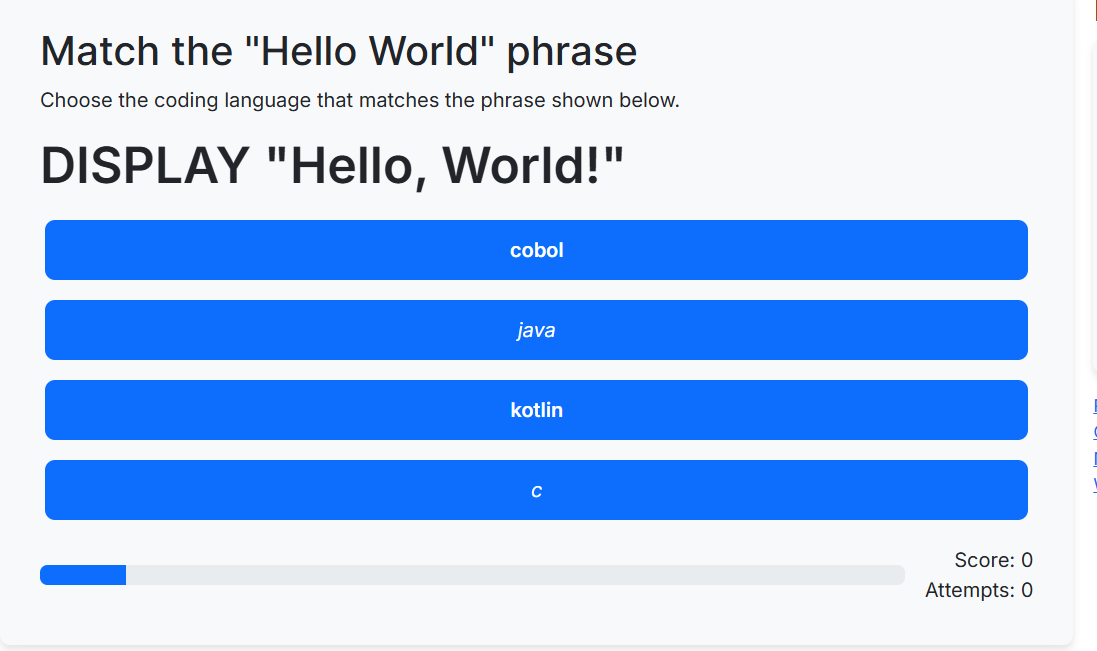 Match the "Hello World" phrase
Choose the coding language that matches the phrase shown below.
DISPLAY "Hello, World!"
cobol
java
kotlin
c
Score: 0
Attempts: 0